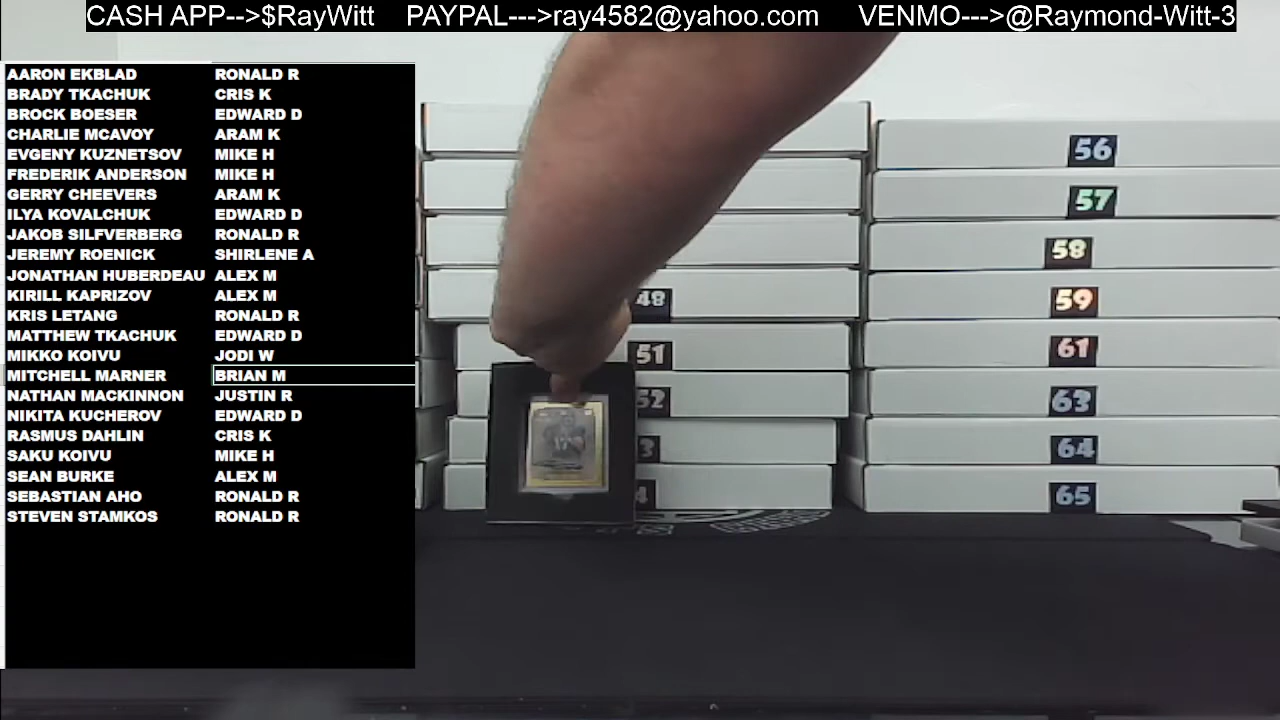 CASH APP-->$RayWitt PAYPAL--->ray4582@yahoo.com VENMO--->@Raymond-Witt-3
AARON EKBLAD RONALD R
BRADY TKACHUK CRIS K
BROCK BOESER EDWARD D
CHARLIE MCAVOY ARAM K
EVGENY KUZNETSOV MIKE H
FREDERIK ANDERSON MIKE H
GERRY CHEEVERS ARAM K
ILYA KOVALCHUK EDWARD D
JAKOB SILFVERBERG RONALD R
JEREMY ROENICK SHIRLENE A
JONATHAN HUBERDEAU ALEX M
KIRILL KAPRIZOV ALEX M
KRIS LETANG RONALD R
MATTHEW TKACHUK EDWARD D
MIKKO KOIVU JODI W
MITCHELL MARNER BRIAN M
NATHAN MACKINNON JUSTIN R
NIKITA KUCHEROV EDWARD D
RASMUS DAHLIN CRIS K
SAKU KOIVU MIKE H
SEAN BURKE ALEX M
SEBASTIAN AHO RONALD R
STEVEN STAMKOS RONALD R
48
51
52
3
4
56
57
58
59
61
63
64
65